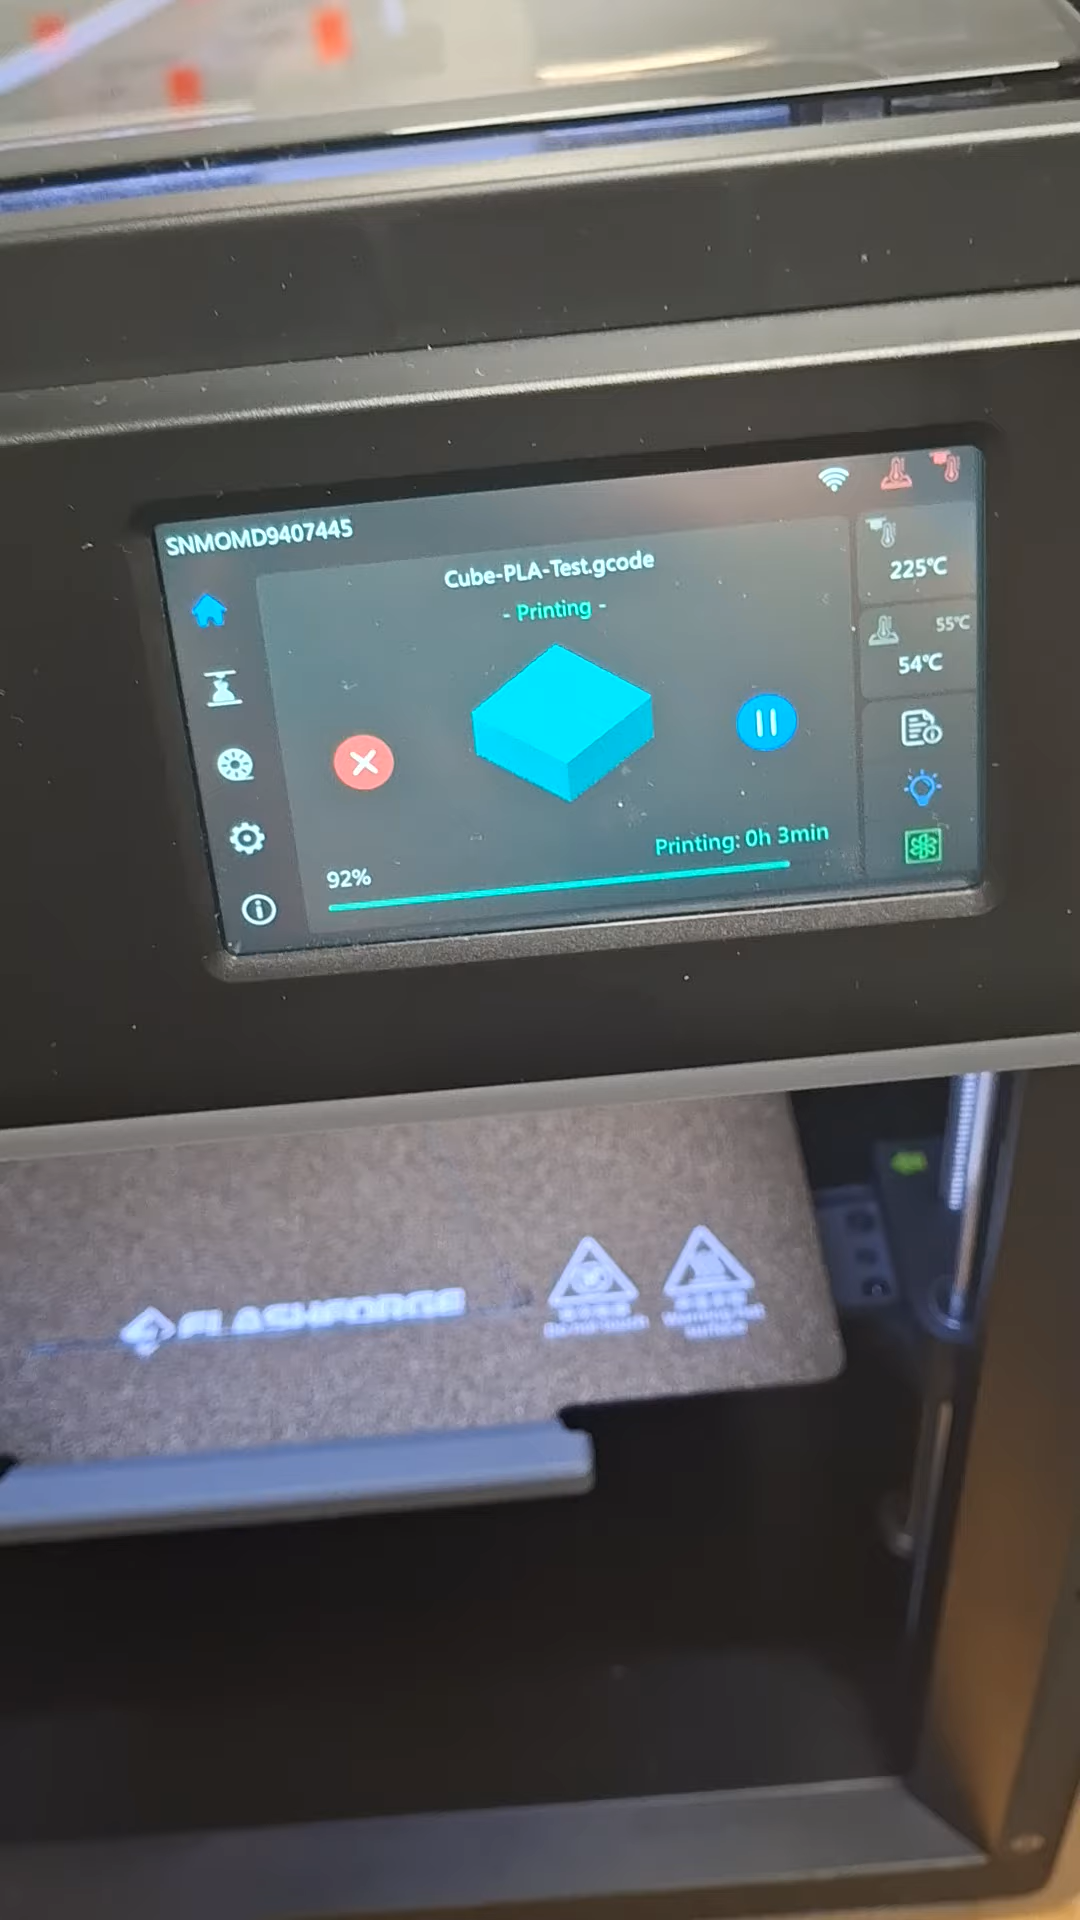 SNMOMD9407445
Cube-PLA-Test.gcode
- Printing -
225℃
55℃
54℃
Printing: 0h 3min
92%
FLASHFORGE